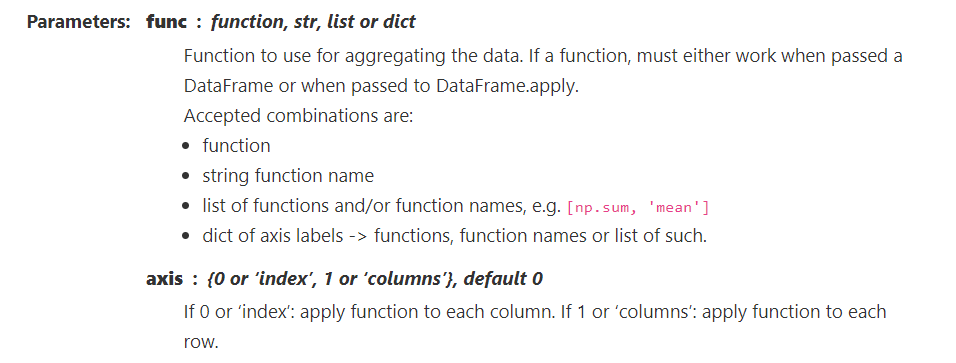 Parameters: func : function, str, list or dict
Function to use for aggregating the data. If a function, must either work when passed a
DataFrame or when passed to DataFrame.apply.
Accepted combinations are:
• function
• string function name
• list of functions and/or function names, e.g. [np.sum, 'mean']
• dict of axis labels -> functions, function names or list of such.
axis : {0 or ‘index’, 1 or ‘columns’}, default 0
If 0 or ‘index’: apply function to each column. If 1 or ‘columns’: apply function to each
row.